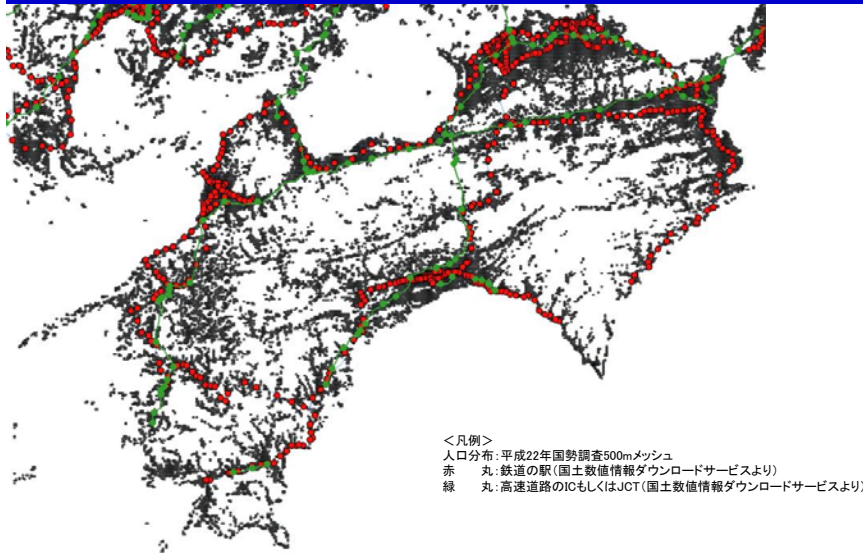 ＜凡例＞
人口分布：平成22年国勢調査500mメッシュ
赤　　丸：鉄道の駅（国土数値情報ダウンロードサービスより）
緑　　丸：高速道路のICもしくはJCT（国土数値情報ダウンロードサービスより）